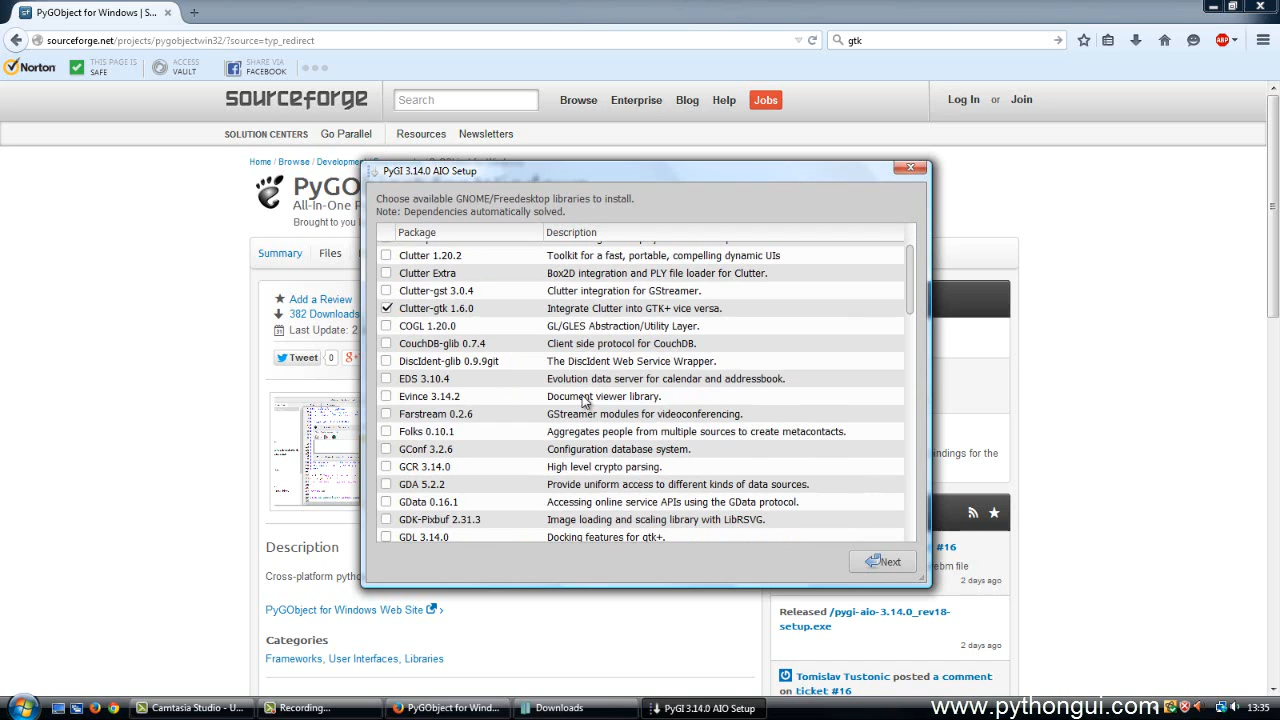 PyGObject for Windows | S...
sourceforge.net/projects/pygobjectwin32/?source=typ_redirect
gtk
ABP
Norton
THIS PAGE IS
SAFE
ACCESS
VAULT
SHARE VIA
FACEBOOK
sourceforge
Search
Browse
Enterprise
Blog
Help
Jobs
Log In
or
Join
SOLUTION CENTERS
Go Parallel
Resources
Newsletters
Home / Browse / Develop
PyGO
All-In-One
Brought to you
Summary
Files
Add a Review
382 Downloads
Last Update: 2
Tweet
0
Description
Cross-platform pytho
PyGObject for Windows Web Site ›
Categories
Frameworks, User Interfaces, Libraries
PyGI 3.14.0 AIO Setup
Choose available GNOME/Freedesktop libraries to install.
Note: Dependencies automatically solved.
Package
Description
Clutter 1.20.2
Toolkit for a fast, portable, compelling dynamic UIs
Clutter Extra
Box2D integration and PLY file loader for Clutter.
Clutter-gst 3.0.4
Clutter integration for GStreamer.
Clutter-gtk 1.6.0
Integrate Clutter into GTK+ vice versa.
COGL 1.20.0
GL/GLES Abstraction/Utility Layer.
CouchDB-glib 0.7.4
Client side protocol for CouchDB.
DiscIdent-glib 0.9.9git
The DiscIdent Web Service Wrapper.
EDS 3.10.4
Evolution data server for calendar and addressbook.
Evince 3.14.2
Document viewer library.
Farstream 0.2.6
GStreamer modules for videoconferencing.
Folks 0.10.1
Aggregates people from multiple sources to create metacontacts.
GConf 3.2.6
Configuration database system.
GCR 3.14.0
High level crypto parsing.
GDA 5.2.2
Provide uniform access to different kinds of data sources.
GData 0.16.1
Accessing online service APIs using the GData protocol.
GDK-Pixbuf 2.31.3
Image loading and scaling library with LibRSVG.
GDL 3.14.0
Docking features for gtk+.
Next
ndings for the
#16
ebm file
2 days ago
Released /pygi-aio-3.14.0_rev18-
setup.exe
2 days ago
Tomislav Tustonic posted a comment
on ticket #16
Camtasia Studio - U...
Recording...
PyGObject for Window...
Downloads
PyGI 3.14.0 AIO Setup
www.pythongui.com
13:35